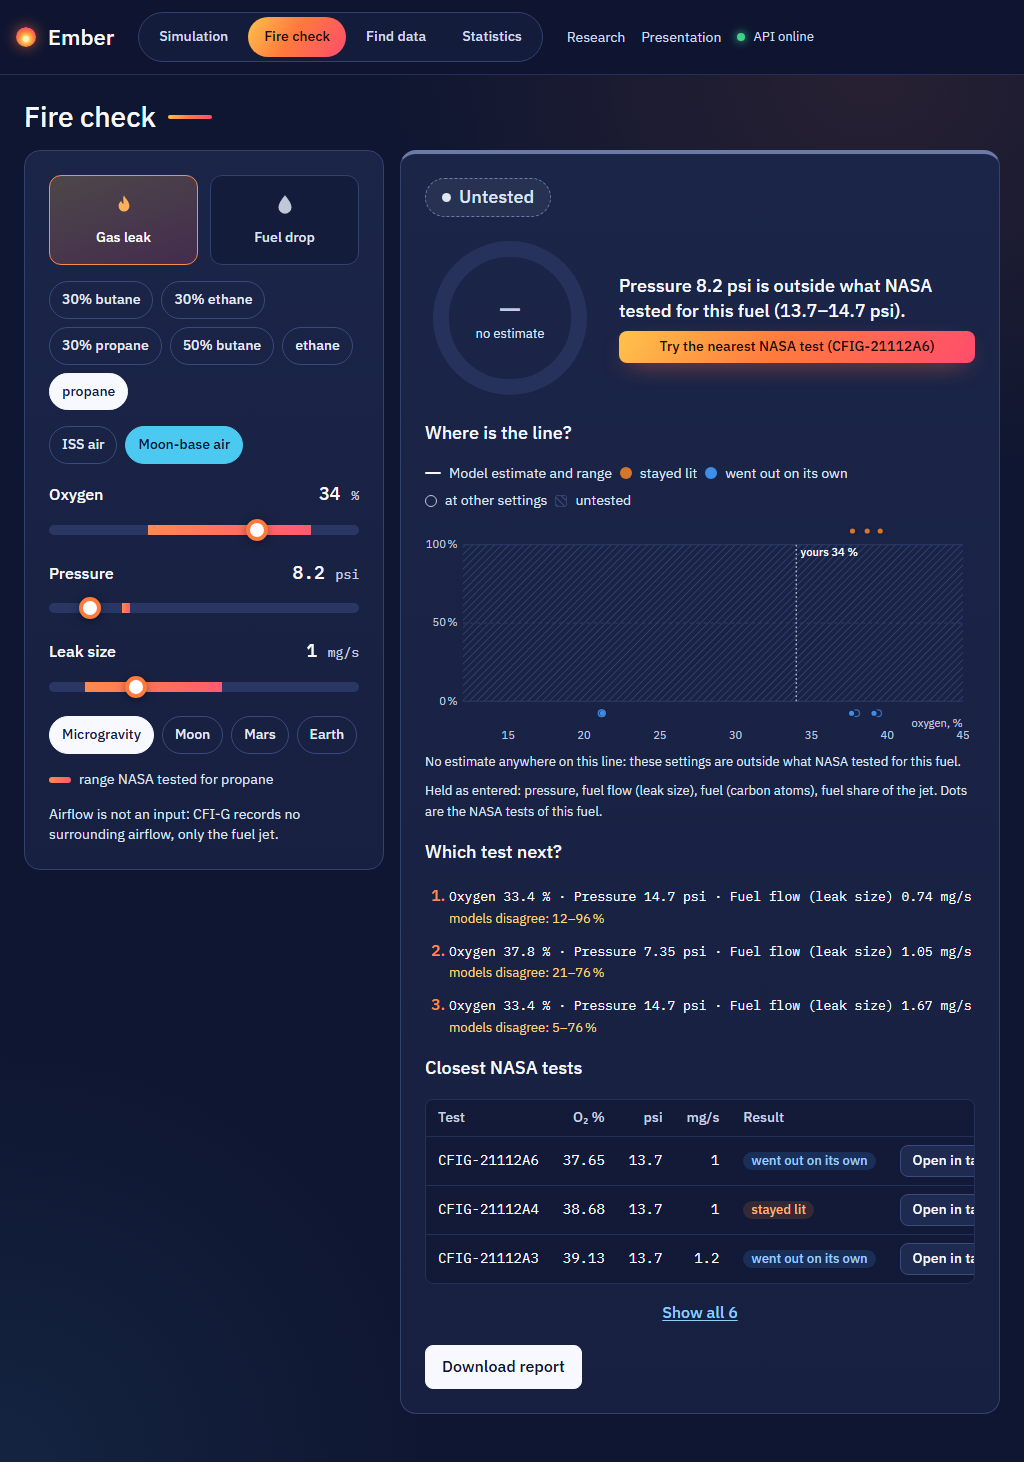 Ember
Simulation
Fire check
Find data
Statistics
Research
Presentation
API online
Fire check
Gas leak
Fuel drop
30% butane
30% ethane
30% propane
50% butane
ethane
propane
ISS air
Moon-base air
Oxygen 34 %
Pressure 8.2 psi
Leak size 1 mg/s
Microgravity
Moon
Mars
Earth
range NASA tested for propane
Airflow is not an input: CFI-G records no
surrounding airflow, only the fuel jet.
Untested
—
no estimate
Pressure 8.2 psi is outside what NASA
tested for this fuel (13.7–14.7 psi).
Try the nearest NASA test (CFIG-21112A6)
Where is the line?
Model estimate and range
stayed lit
went out on its own
at other settings
untested
100 %
yours 34 %
50 %
0 %
oxygen, %
15 20 25 30 35 40 45
No estimate anywhere on this line: these settings are outside what NASA tested for this fuel.
Held as entered: pressure, fuel flow (leak size), fuel (carbon atoms), fuel share of the jet. Dots
are the NASA tests of this fuel.
Which test next?
1. Oxygen 33.4 % · Pressure 14.7 psi · Fuel flow (leak size) 0.74 mg/s
models disagree: 12–96 %
2. Oxygen 37.8 % · Pressure 7.35 psi · Fuel flow (leak size) 1.05 mg/s
models disagree: 21–76 %
3. Oxygen 33.4 % · Pressure 14.7 psi · Fuel flow (leak size) 1.67 mg/s
models disagree: 5–76 %
Closest NASA tests
Test O₂ % psi mg/s Result
CFIG-21112A6 37.65 13.7 1 went out on its own Open in ta
CFIG-21112A4 38.68 13.7 1 stayed lit Open in ta
CFIG-21112A3 39.13 13.7 1.2 went out on its own Open in ta
Show all 6
Download report